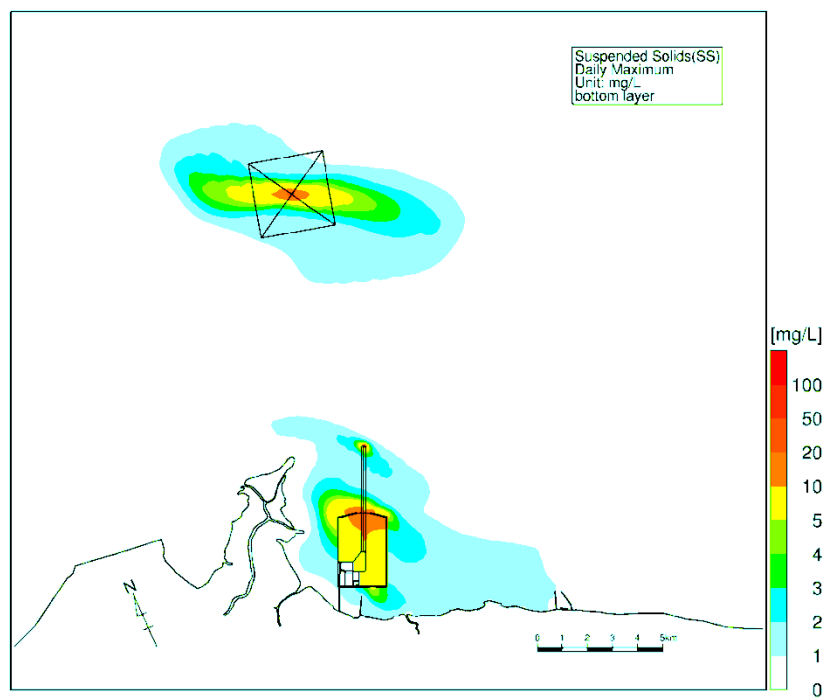 Suspended Solids(SS)
Daily Maximum
Unit: mg/L
bottom layer
[mg/L]
100
50
20
10
5
4
3
2
1
0
N
0 1 2 3 4 5km